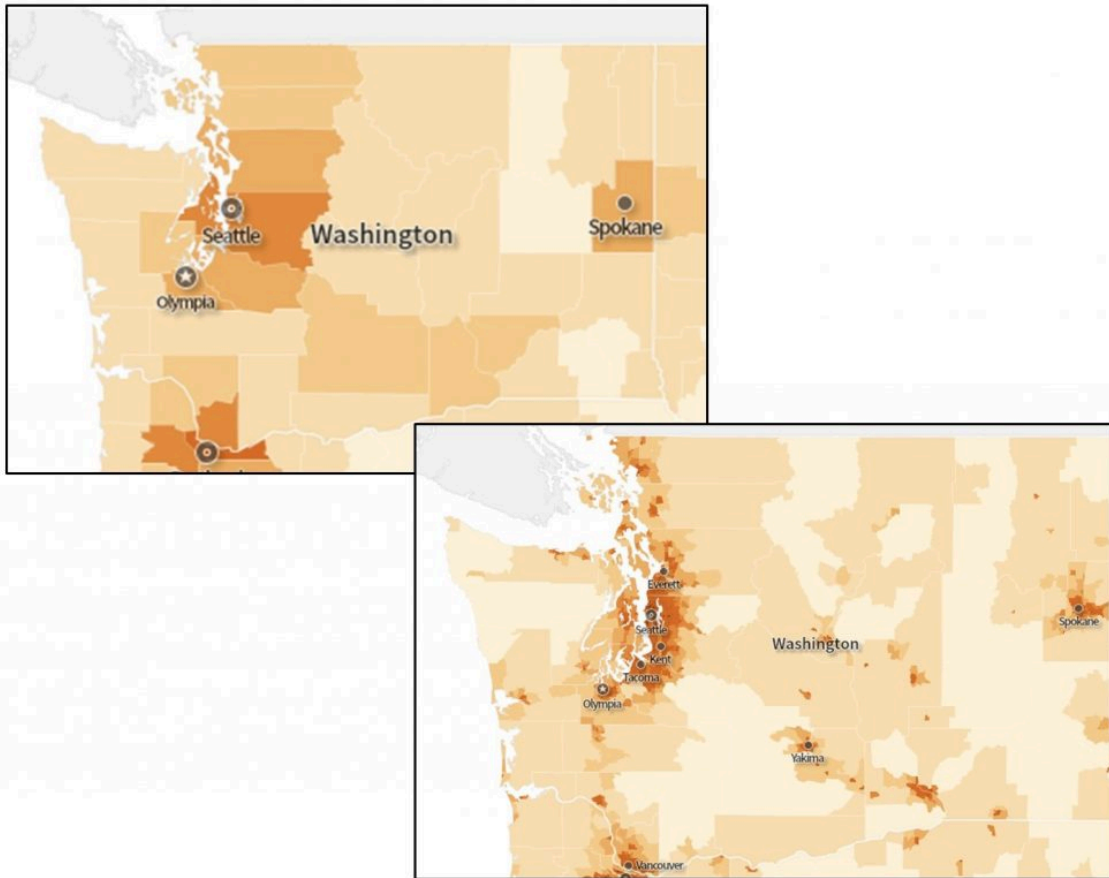 Seattle
Washington
Spokane
Olympia
Everett
Seattle
Washington
Spokane
Kent
Tacoma
Olympia
Yakima
Vancouver